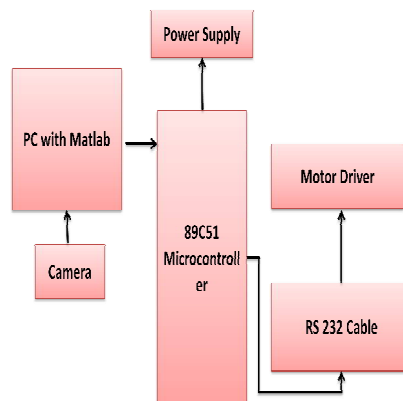 Power Supply
PC with Matlab
Motor Driver
89C51
Microcontroll
er
Camera
RS 232 Cable